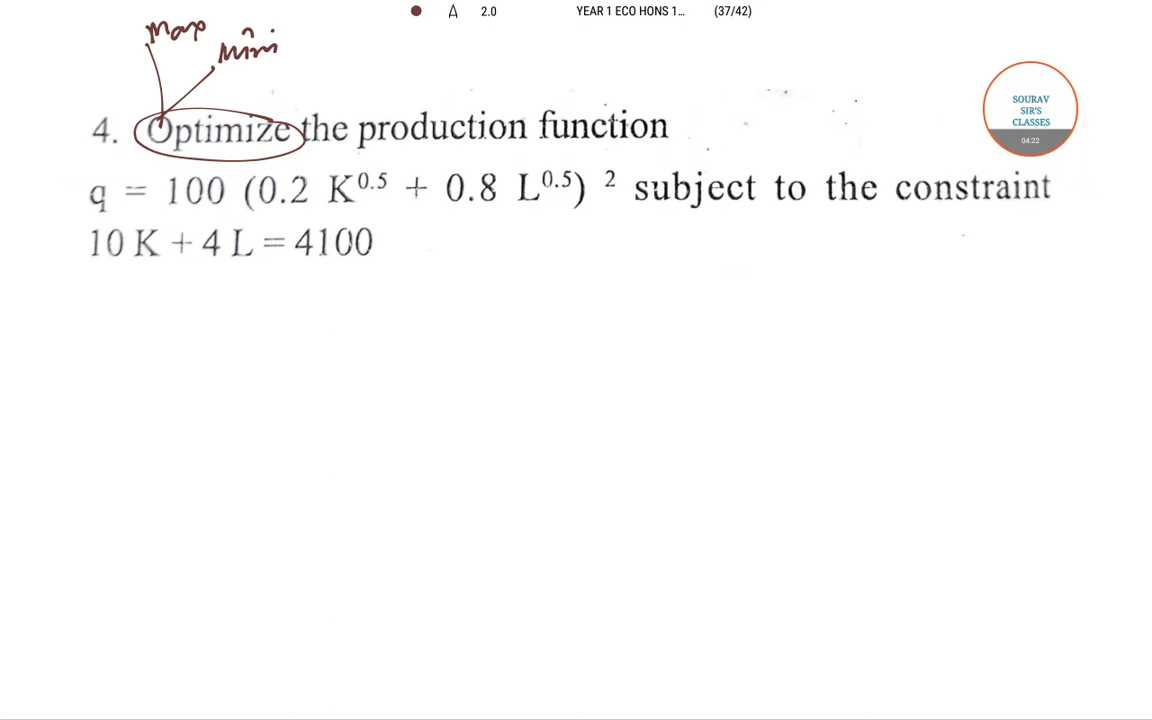 2.0 YEAR 1 ECO HONS 1... (37/42)
max
mini
SOURAV
SIR'S
CLASSES
04:22
4. Optimize the production function
q = 100 (0.2 K^0.5 + 0.8 L^0.5) ^2 subject to the constraint
10 K + 4 L = 4100